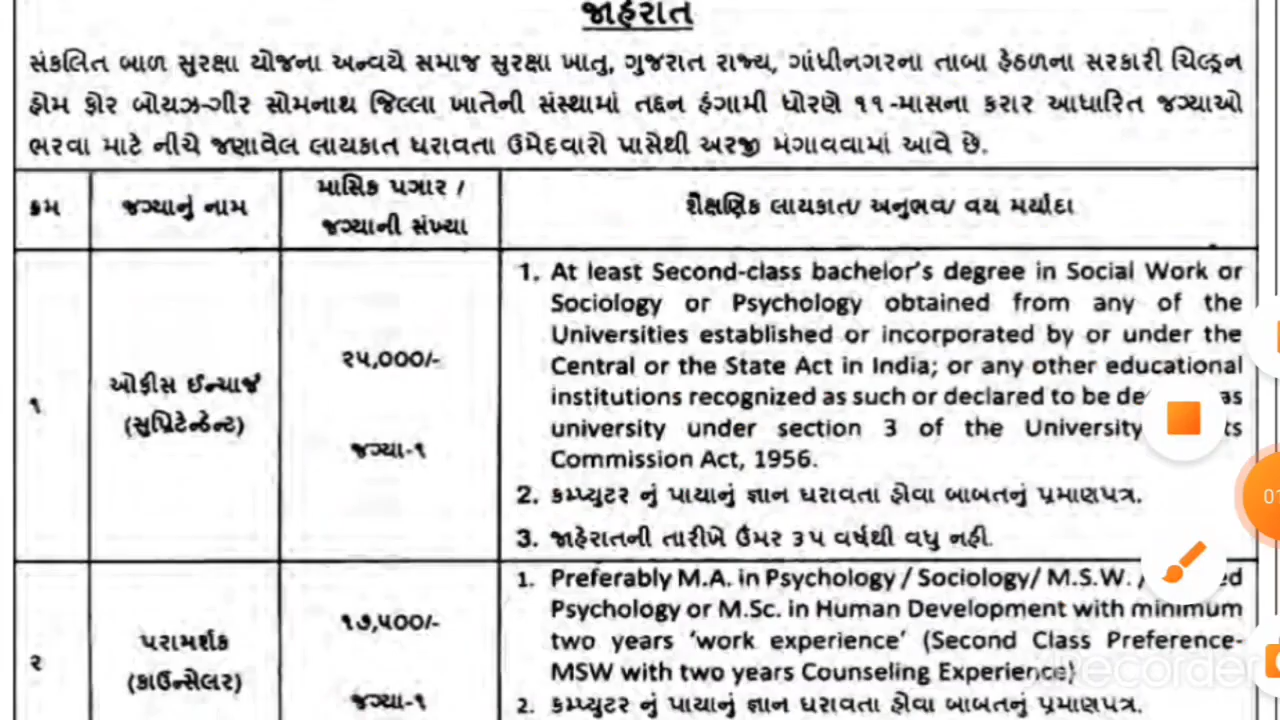 જાહેરાત
સંકલિત બાળ સુરક્ષા યોજના અન્વયે સમાજ સુરક્ષા ખાતુ, ગુજરાત રાજ્ય, ગાંધીનગરના તાબા હેઠળના સરકારી ચિલ્ડ્રન
હોમ ફોર બોયઝ-ગીર સોમનાથ જિલ્લા ખાતેની સંસ્થામાં તદ્દન હંગામી ધોરણે ૧૧-માસના કરાર આધારિત જગ્યાઓ
ભરવા માટે નીચે જણાવેલ લાયકાત ધરાવતા ઉમેદવારો પાસેથી અરજી મંગાવવામાં આવે છે.
ક્રમ
જગ્યાનું નામ
માસિક પગાર /
જગ્યાની સંખ્યા
શૈક્ષણિક લાયકાત/ અનુભવ/ વય મર્યાદા
૧
ઓફીસ ઈન્ચાર્જ
(સુપ્રિટેન્ડેન્ટ)
૨૫,૦૦૦/-
જગ્યા-૧
1. At least Second-class bachelor's degree in Social Work or
Sociology or Psychology obtained from any of the
Universities established or incorporated by or under the
Central or the State Act in India; or any other educational
institutions recognized as such or declared to be as
university under section 3 of the University
Commission Act, 1956.
2. કમ્પ્યુટર નું પાયાનું જ્ઞાન ધરાવતા હોવા બાબતનું પ્રમાણપત્ર.
3. જાહેરાતની તારીખે ઉંમર ૩૫ વર્ષથી વધુ નહી.
૨
પરામર્શક
(કાઉન્સેલર)
૧૭,૫૦૦/-
જગ્યા-૧
1. Preferably M.A. in Psychology / Sociology/ M.S.W. /
Psychology or M.Sc. in Human Development with minimum
two years 'work experience' (Second Class Preference-
MSW with two years Counseling Experience)
2. કમ્પ્યુટર નું પાયાનું જ્ઞાન ધરાવતા હોવા બાબતનું પ્રમાણપત્ર.